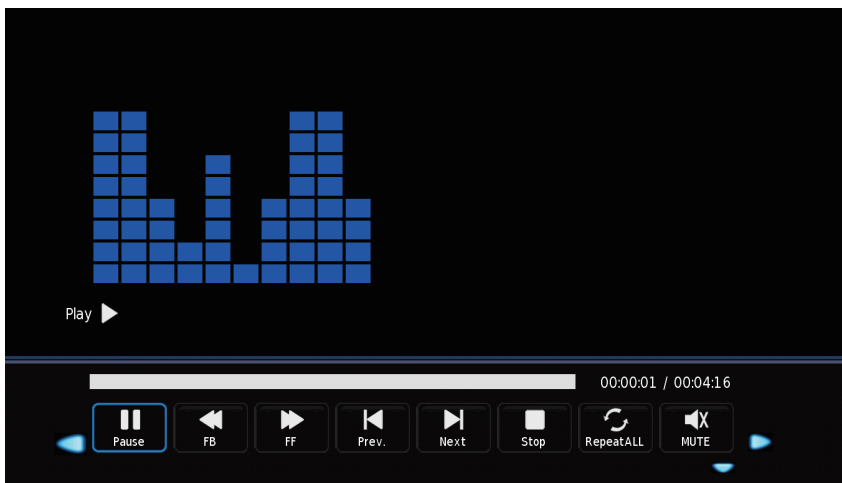 Play
00:00:01 / 00:04:16
Pause FB FF Prev. Next Stop RepeatALL MUTE